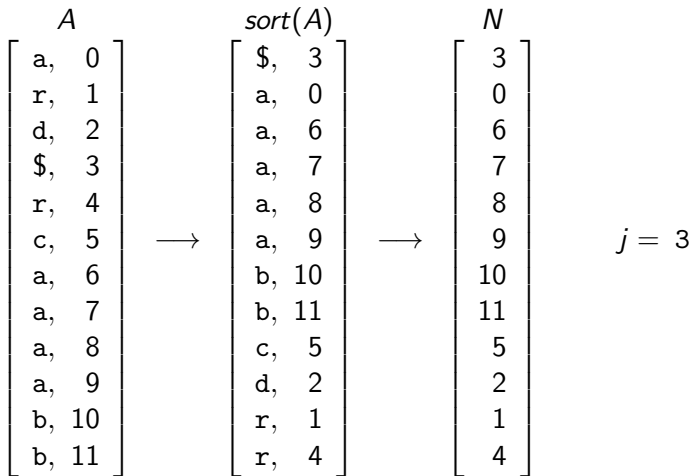 A sort(A) N
a, 0 $, 3 3
r, 1 a, 0 0
d, 2 a, 6 6
$, 3 a, 7 7
r, 4 a, 8 8
c, 5 ⟶ a, 9 ⟶ 9 j = 3
a, 6 b, 10 10
a, 7 b, 11 11
a, 8 c, 5 5
a, 9 d, 2 2
b, 10 r, 1 1
b, 11 r, 4 4